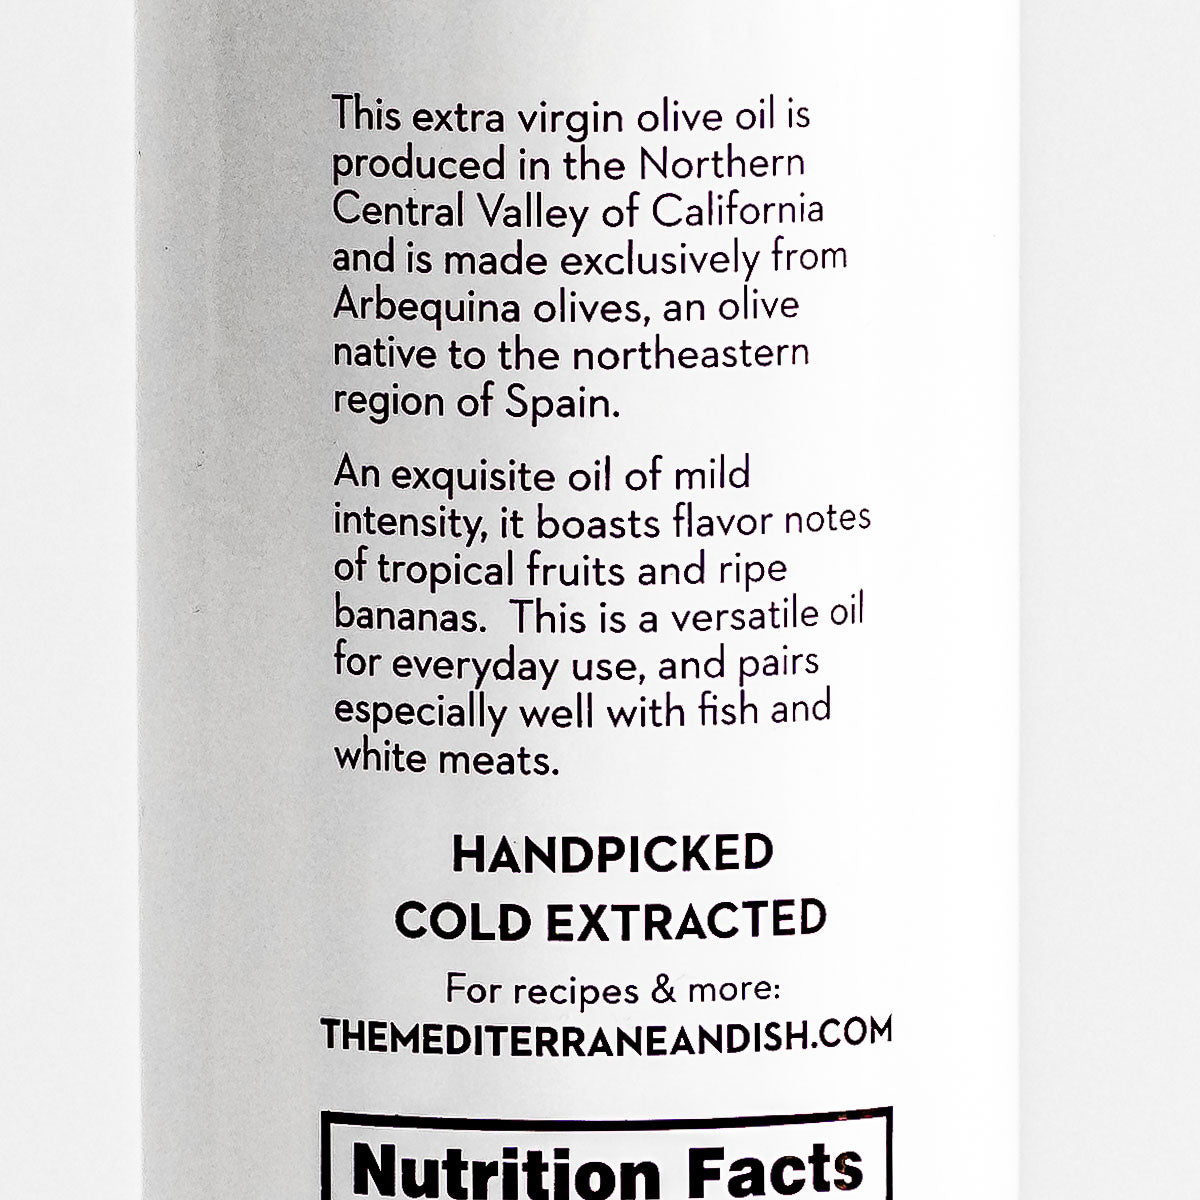 This extra virgin olive oil is
produced in the Northern
Central Valley of California
and is made exclusively from
Arbequina olives, an olive
native to the northeastern
region of Spain.
An exquisite oil of mild
intensity, it boasts flavor notes
of tropical fruits and ripe
bananas.  This is a versatile oil
for everyday use, and pairs
especially well with fish and
white meats.
HANDPICKED
COLD EXTRACTED
For recipes & more:
THEMEDITERRANEANDISH.COM
Nutrition Facts